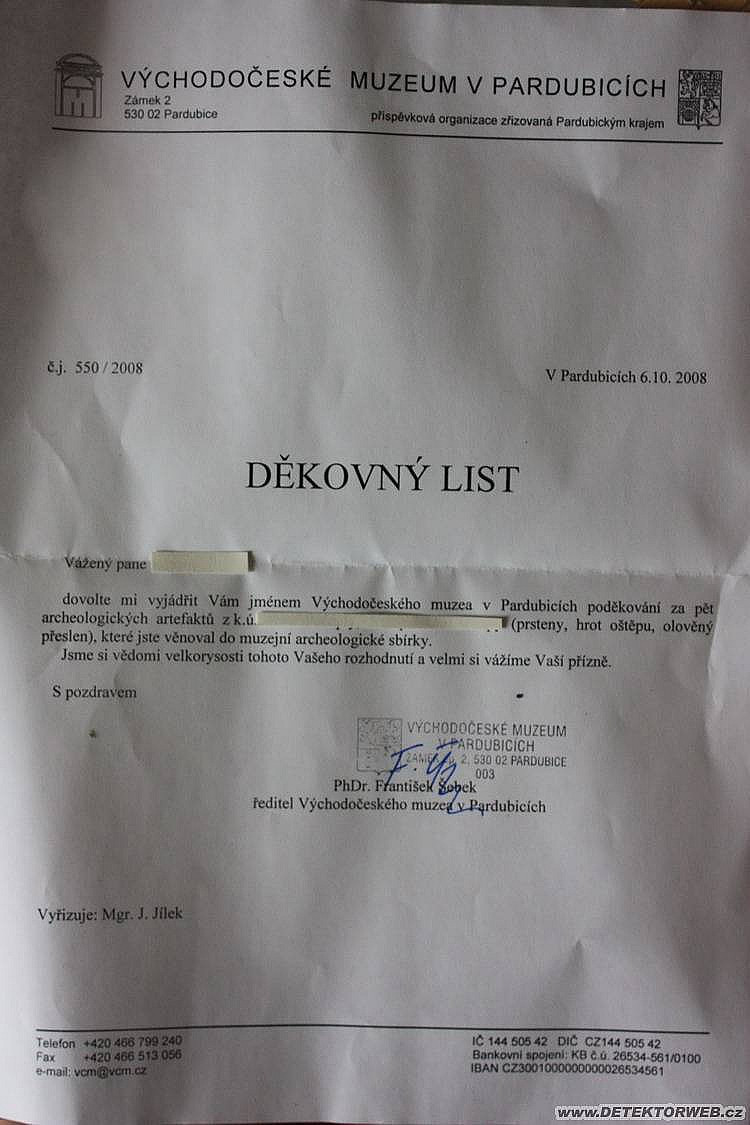 VÝCHODOČESKÉ MUZEUM V PARDUBICÍCH
Zámek 2
530 02 Pardubice
příspěvková organizace zřizovaná Pardubickým krajem
č.j. 550 / 2008
V Pardubicích 6.10. 2008
DĚKOVNÝ LIST
Vážený pane
dovolte mi vyjádřit Vám jménem Východočeského muzea v Pardubicích poděkování za pět
archeologických artefaktů z k.ú. (prsteny, hrot oštěpu, olověný
přeslen), které jste věnoval do muzejní archeologické sbírky.
Jsme si vědomi velkorysosti tohoto Vašeho rozhodnutí a velmi si vážíme Vaší přízně.
S pozdravem
VÝCHODOČESKÉ MUZEUM
V PARDUBICÍCH
2, 530 02 PARDUBICE
003
PhDr. František Šebek
ředitel Východočeského muzea v Pardubicích
Vyřizuje: Mgr. J. Jílek
Telefon +420 466 799 240
Fax +420 466 513 056
e-mail: vcm@vcm.cz
IČ 144 505 42 DIČ CZ144 505 42
Bankovní spojení: KB č.ú. 26534-561/0100
IBAN CZ3001000000000026534561
www.DETEKTORWEB.cz